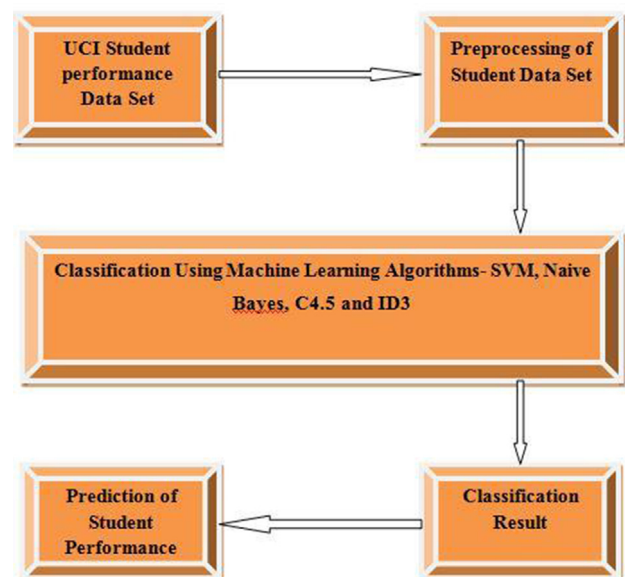 UCI Student
performance
Data Set
Preprocessing of
Student Data Set
Classification Using Machine Learning Algorithms- SVM, Naive
Bayes, C4.5 and ID3
Prediction of
Student
Performance
Classification
Result